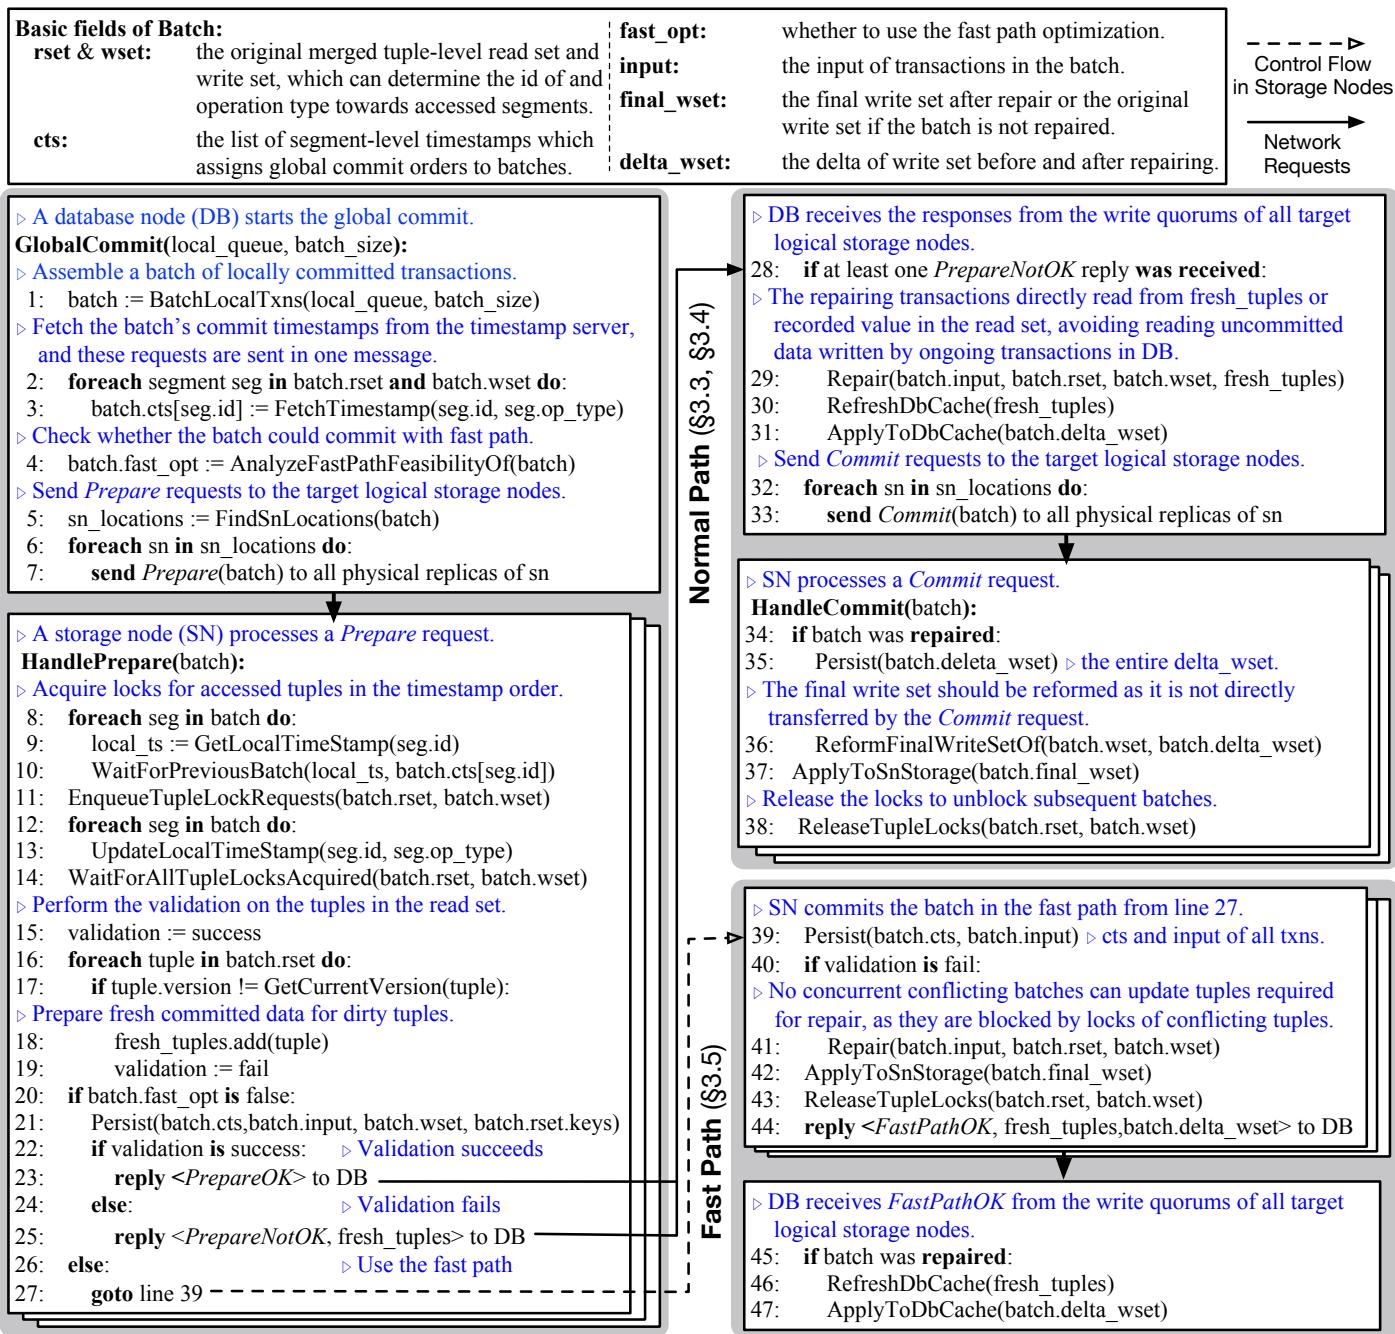 Basic fields of Batch:
rset & wset: the original merged tuple-level read set and
write set, which can determine the id of and
operation type towards accessed segments.
cts: the list of segment-level timestamps which
assigns global commit orders to batches.
fast_opt: whether to use the fast path optimization.
input: the input of transactions in the batch.
final_wset: the final write set after repair or the original
write set if the batch is not repaired.
delta_wset: the delta of write set before and after repairing.
Control Flow
in Storage Nodes
Network
Requests
▷ A database node (DB) starts the global commit.
GlobalCommit(local_queue, batch_size):
▷ Assemble a batch of locally committed transactions.
1: batch := BatchLocalTxns(local_queue, batch_size)
▷ Fetch the batch's commit timestamps from the timestamp server,
and these requests are sent in one message.
2: foreach segment seg in batch.rset and batch.wset do:
3: batch.cts[seg.id] := FetchTimestamp(seg.id, seg.op_type)
▷ Check whether the batch could commit with fast path.
4: batch.fast_opt := AnalyzeFastPathFeasibilityOf(batch)
▷ Send Prepare requests to the target logical storage nodes.
5: sn_locations := FindSnLocations(batch)
6: foreach sn in sn_locations do:
7: send Prepare(batch) to all physical replicas of sn
▷ A storage node (SN) processes a Prepare request.
HandlePrepare(batch):
▷ Acquire locks for accessed tuples in the timestamp order.
8: foreach seg in batch do:
9: local_ts := GetLocalTimeStamp(seg.id)
10: WaitForPreviousBatch(local_ts, batch.cts[seg.id])
11: EnqueueTupleLockRequests(batch.rset, batch.wset)
12: foreach seg in batch do:
13: UpdateLocalTimeStamp(seg.id, seg.op_type)
14: WaitForAllTupleLocksAcquired(batch.rset, batch.wset)
▷ Perform the validation on the tuples in the read set.
15: validation := success
16: foreach tuple in batch.rset do:
17: if tuple.version != GetCurrentVersion(tuple):
▷ Prepare fresh committed data for dirty tuples.
18: fresh_tuples.add(tuple)
19: validation := fail
20: if batch.fast_opt is false:
21: Persist(batch.cts,batch.input, batch.wset, batch.rset.keys)
22: if validation is success: ▷ Validation succeeds
23: reply <PrepareOK> to DB
24: else: ▷ Validation fails
25: reply <PrepareNotOK, fresh_tuples> to DB
26: else: ▷ Use the fast path
27: goto line 39
Normal Path (§3.3, §3.4)
Fast Path (§3.5)
▷ DB receives the responses from the write quorums of all target
logical storage nodes.
28: if at least one PrepareNotOK reply was received:
▷ The repairing transactions directly read from fresh_tuples or
recorded value in the read set, avoiding reading uncommitted
data written by ongoing transactions in DB.
29: Repair(batch.input, batch.rset, batch.wset, fresh_tuples)
30: RefreshDbCache(fresh_tuples)
31: ApplyToDbCache(batch.delta_wset)
▷ Send Commit requests to the target logical storage nodes.
32: foreach sn in sn_locations do:
33: send Commit(batch) to all physical replicas of sn
▷ SN processes a Commit request.
HandleCommit(batch):
34: if batch was repaired:
35: Persist(batch.deleta_wset) ▷ the entire delta_wset.
▷ The final write set should be reformed as it is not directly
transferred by the Commit request.
36: ReformFinalWriteSetOf(batch.wset, batch.delta_wset)
37: ApplyToSnStorage(batch.final_wset)
▷ Release the locks to unblock subsequent batches.
38: ReleaseTupleLocks(batch.rset, batch.wset)
▷ SN commits the batch in the fast path from line 27.
39: Persist(batch.cts, batch.input) ▷ cts and input of all txns.
40: if validation is fail:
▷ No concurrent conflicting batches can update tuples required
for repair, as they are blocked by locks of conflicting tuples.
41: Repair(batch.input, batch.rset, batch.wset)
42: ApplyToSnStorage(batch.final_wset)
43: ReleaseTupleLocks(batch.rset, batch.wset)
44: reply <FastPathOK, fresh_tuples,batch.delta_wset> to DB
▷ DB receives FastPathOK from the write quorums of all target
logical storage nodes.
45: if batch was repaired:
46: RefreshDbCache(fresh_tuples)
47: ApplyToDbCache(batch.delta_wset)